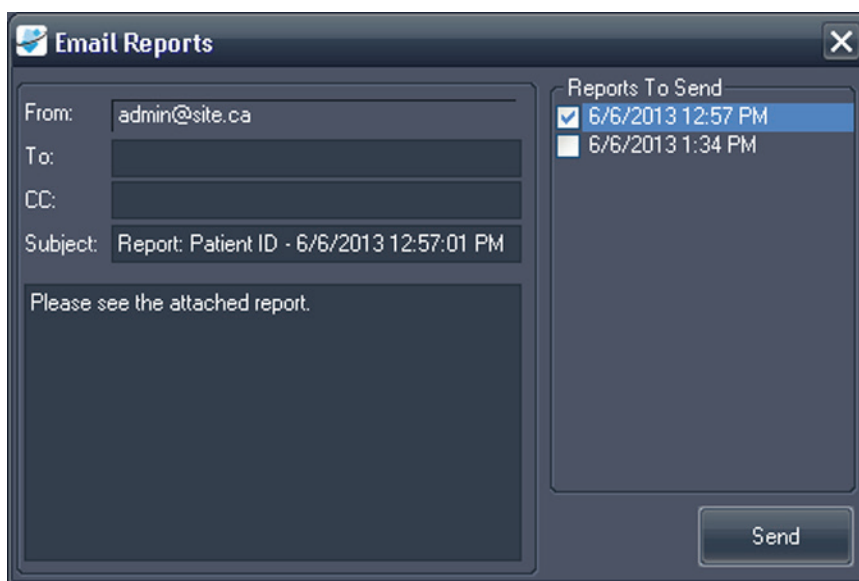 Email Reports
From: admin@site.ca
To:
CC:
Subject: Report: Patient ID - 6/6/2013 12:57:01 PM
Please see the attached report.
Reports To Send
6/6/2013 12:57 PM
6/6/2013 1:34 PM
Send